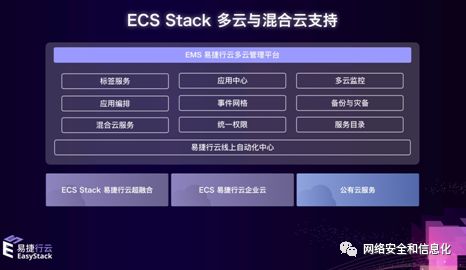 ECS Stack 多云与混合云支持
EMS 易捷行云多云管理平台
标签服务 应用中心 多云监控
应用编排 事件网格 备份与灾备
混合云服务 统一权限 服务目录
易捷行云线上自动化中心
ECS Stack 易捷行云超融合 ECS 易捷行云企业云 公有云服务
易捷行云
EasyStack
网络安全和信息化